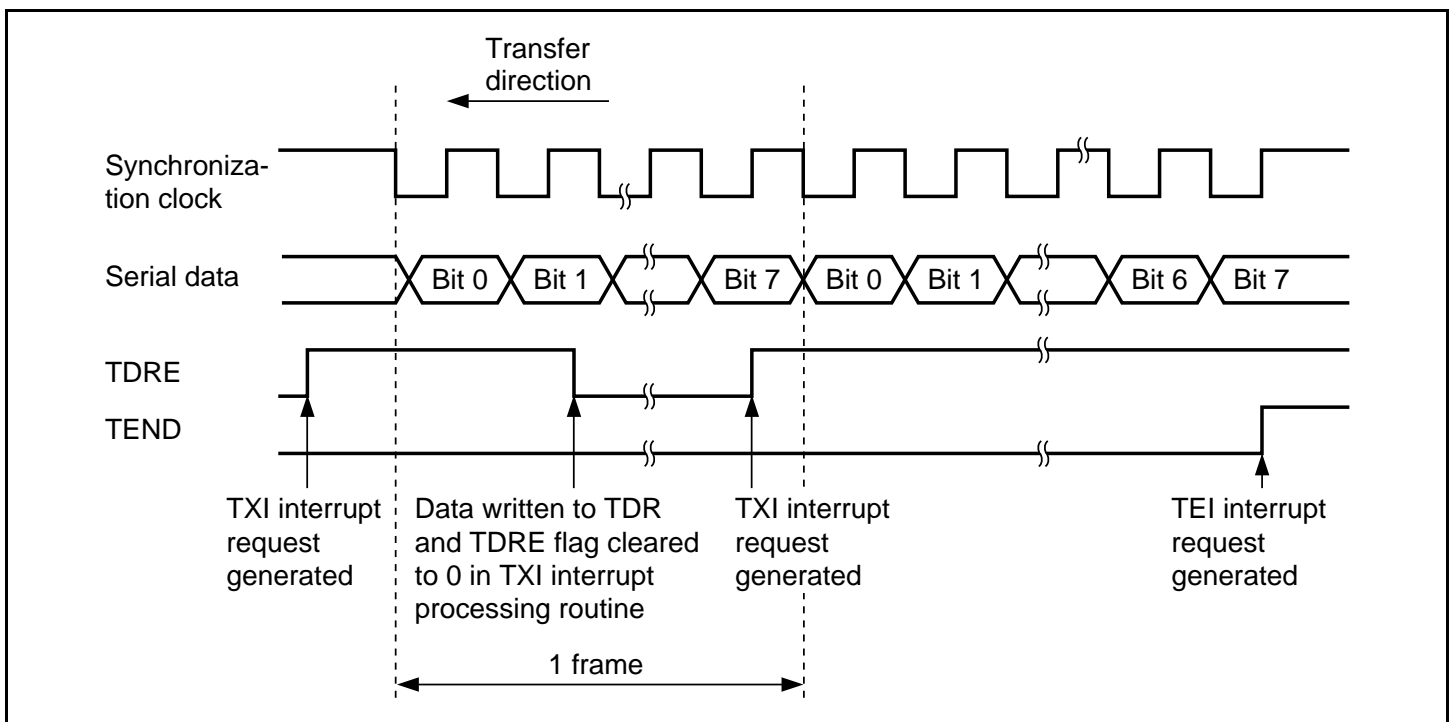 Transfer
direction
Synchroniza-
tion clock
Serial data
Bit 0
Bit 1
Bit 7
Bit 0
Bit 1
Bit 6
Bit 7
TDRE
TEND
TXI interrupt
request
generated
Data written to TDR
and TDRE flag cleared
to 0 in TXI interrupt
processing routine
TXI interrupt
request
generated
TEI interrupt
request
generated
1 frame